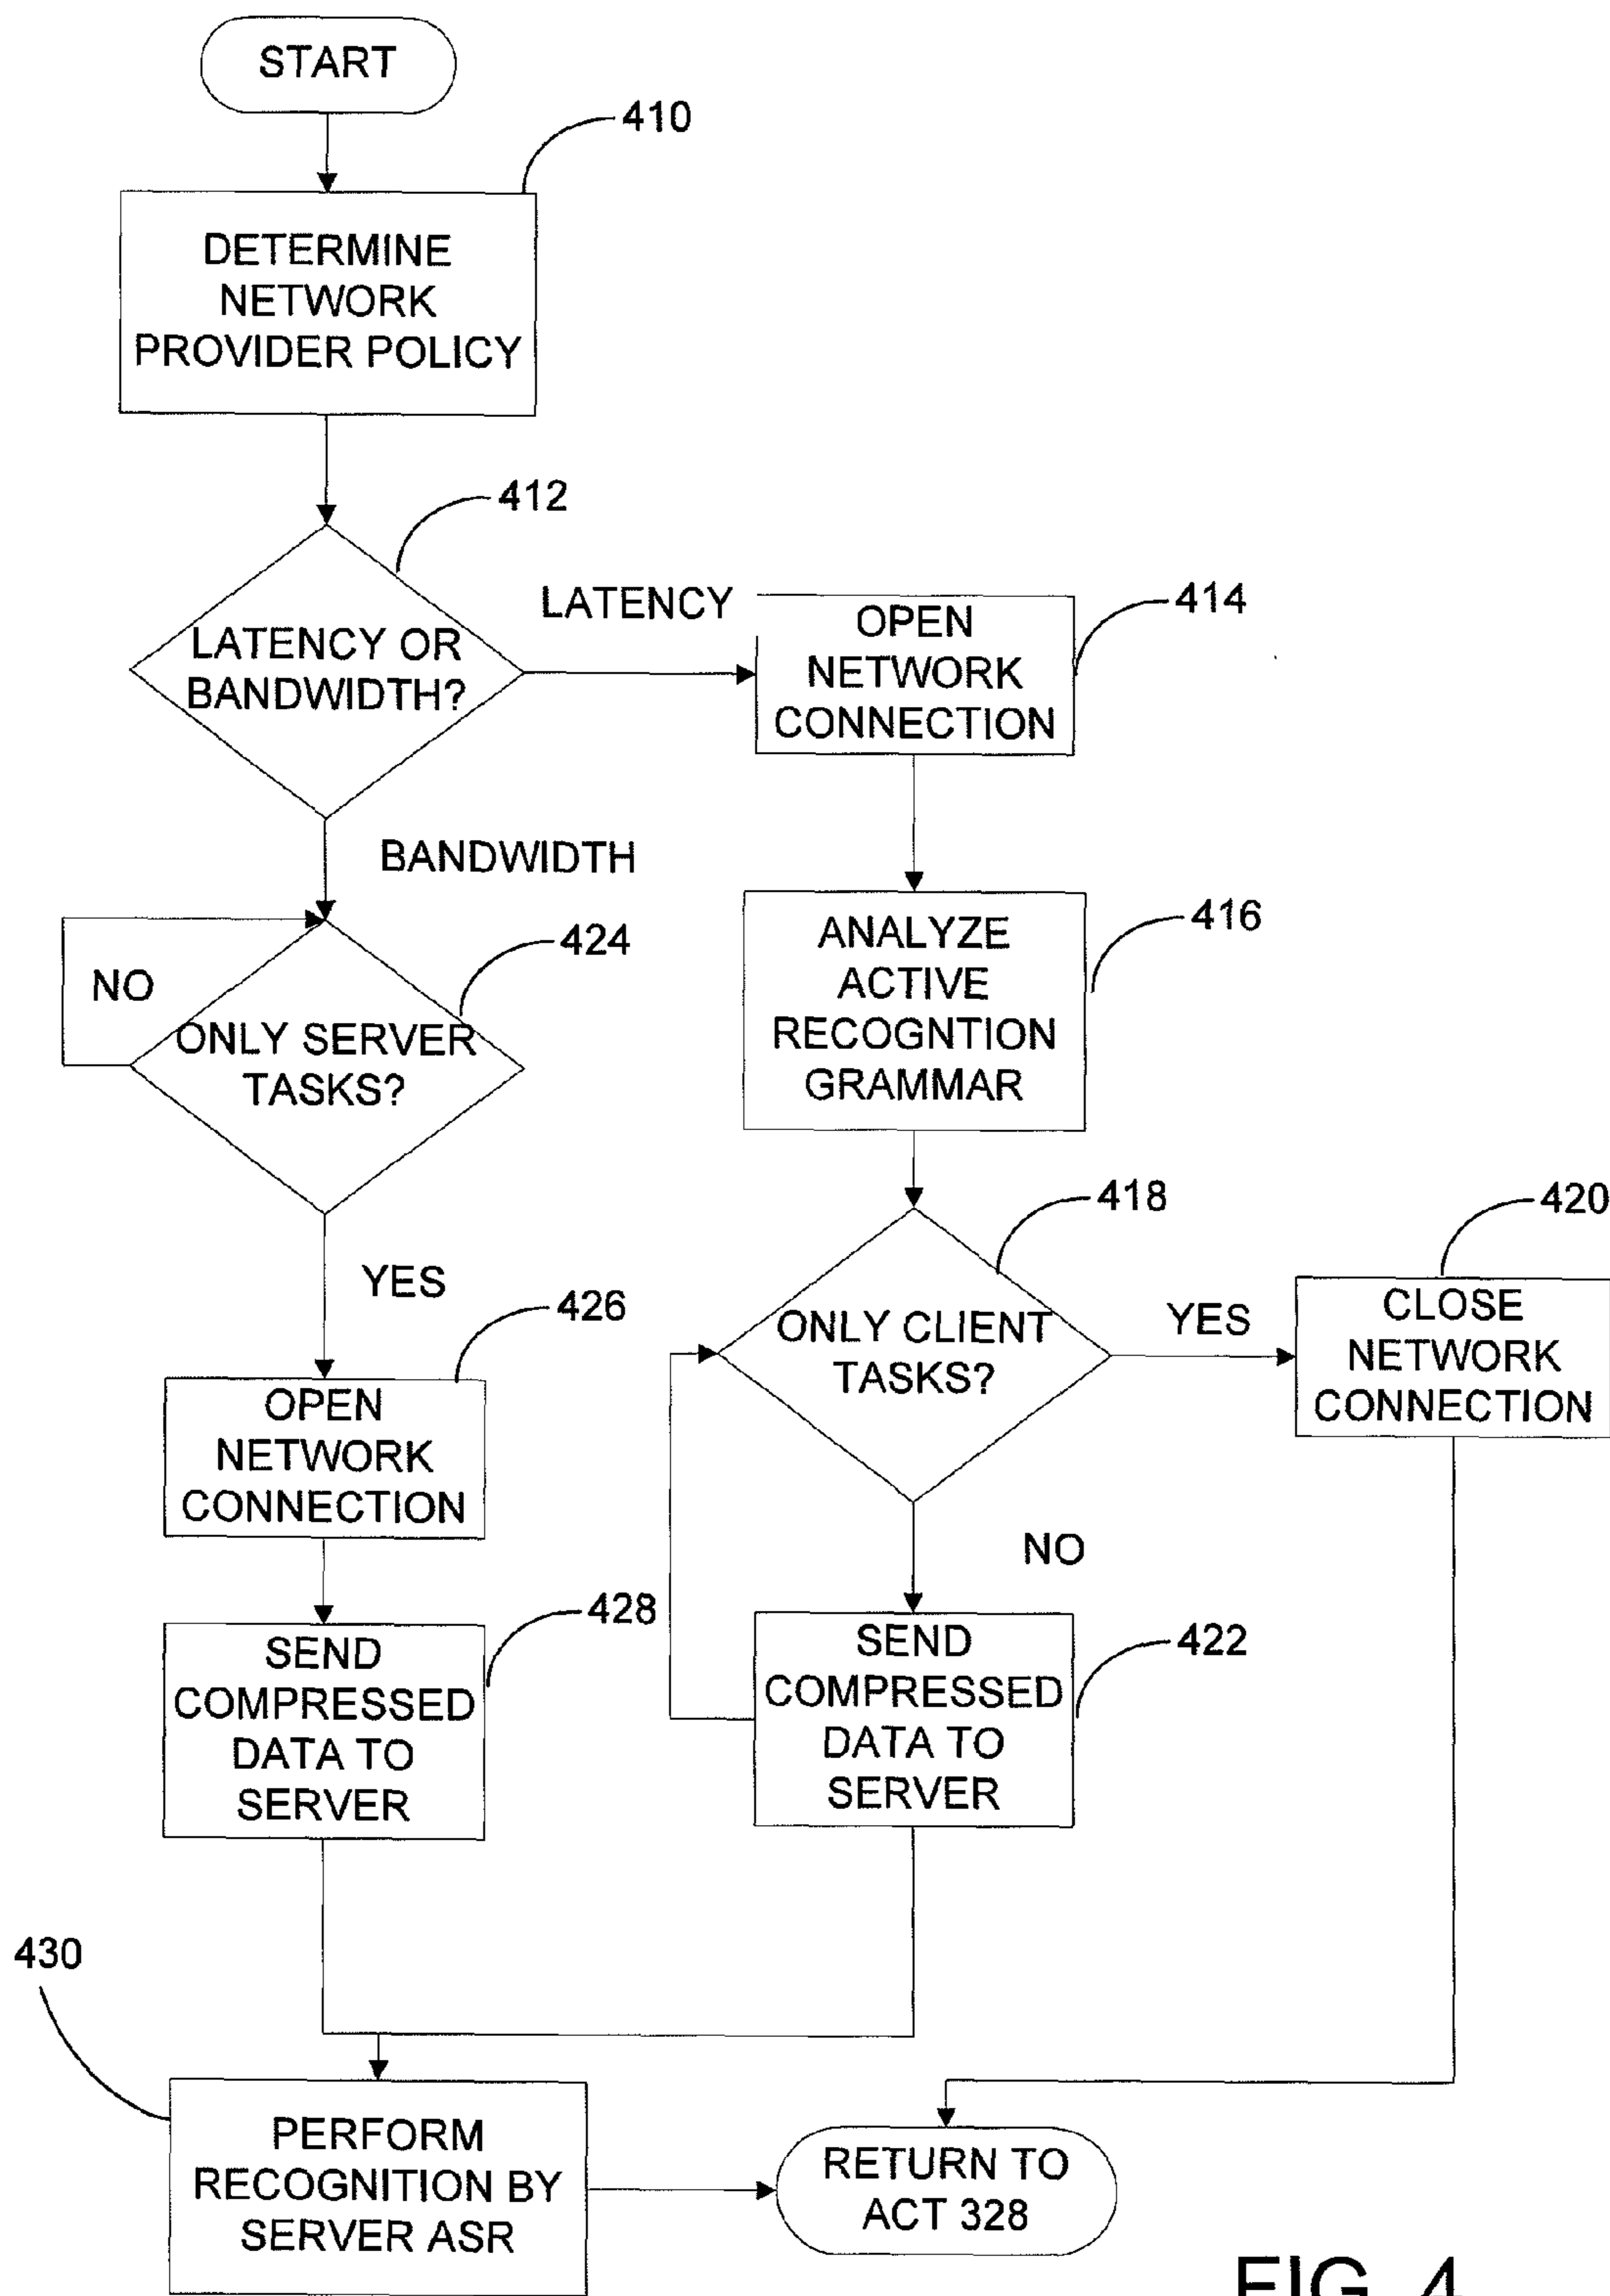 START
410
DETERMINE
NETWORK
PROVIDER POLICY
412
LATENCY OR
BANDWIDTH?
LATENCY
OPEN
NETWORK
CONNECTION
414
BANDWIDTH
ANALYZE
ACTIVE
RECOGNTION
GRAMMAR
416
NO
424
ONLY SERVER
TASKS?
418
ONLY CLIENT
TASKS?
YES
420
CLOSE
NETWORK
CONNECTION
YES
426
OPEN
NETWORK
CONNECTION
NO
428
SEND
COMPRESSED
DATA TO
SERVER
SEND
COMPRESSED
DATA TO
SERVER
422
430
PERFORM
RECOGNITION BY
SERVER ASR
RETURN TO
ACT 328
FIG. 4